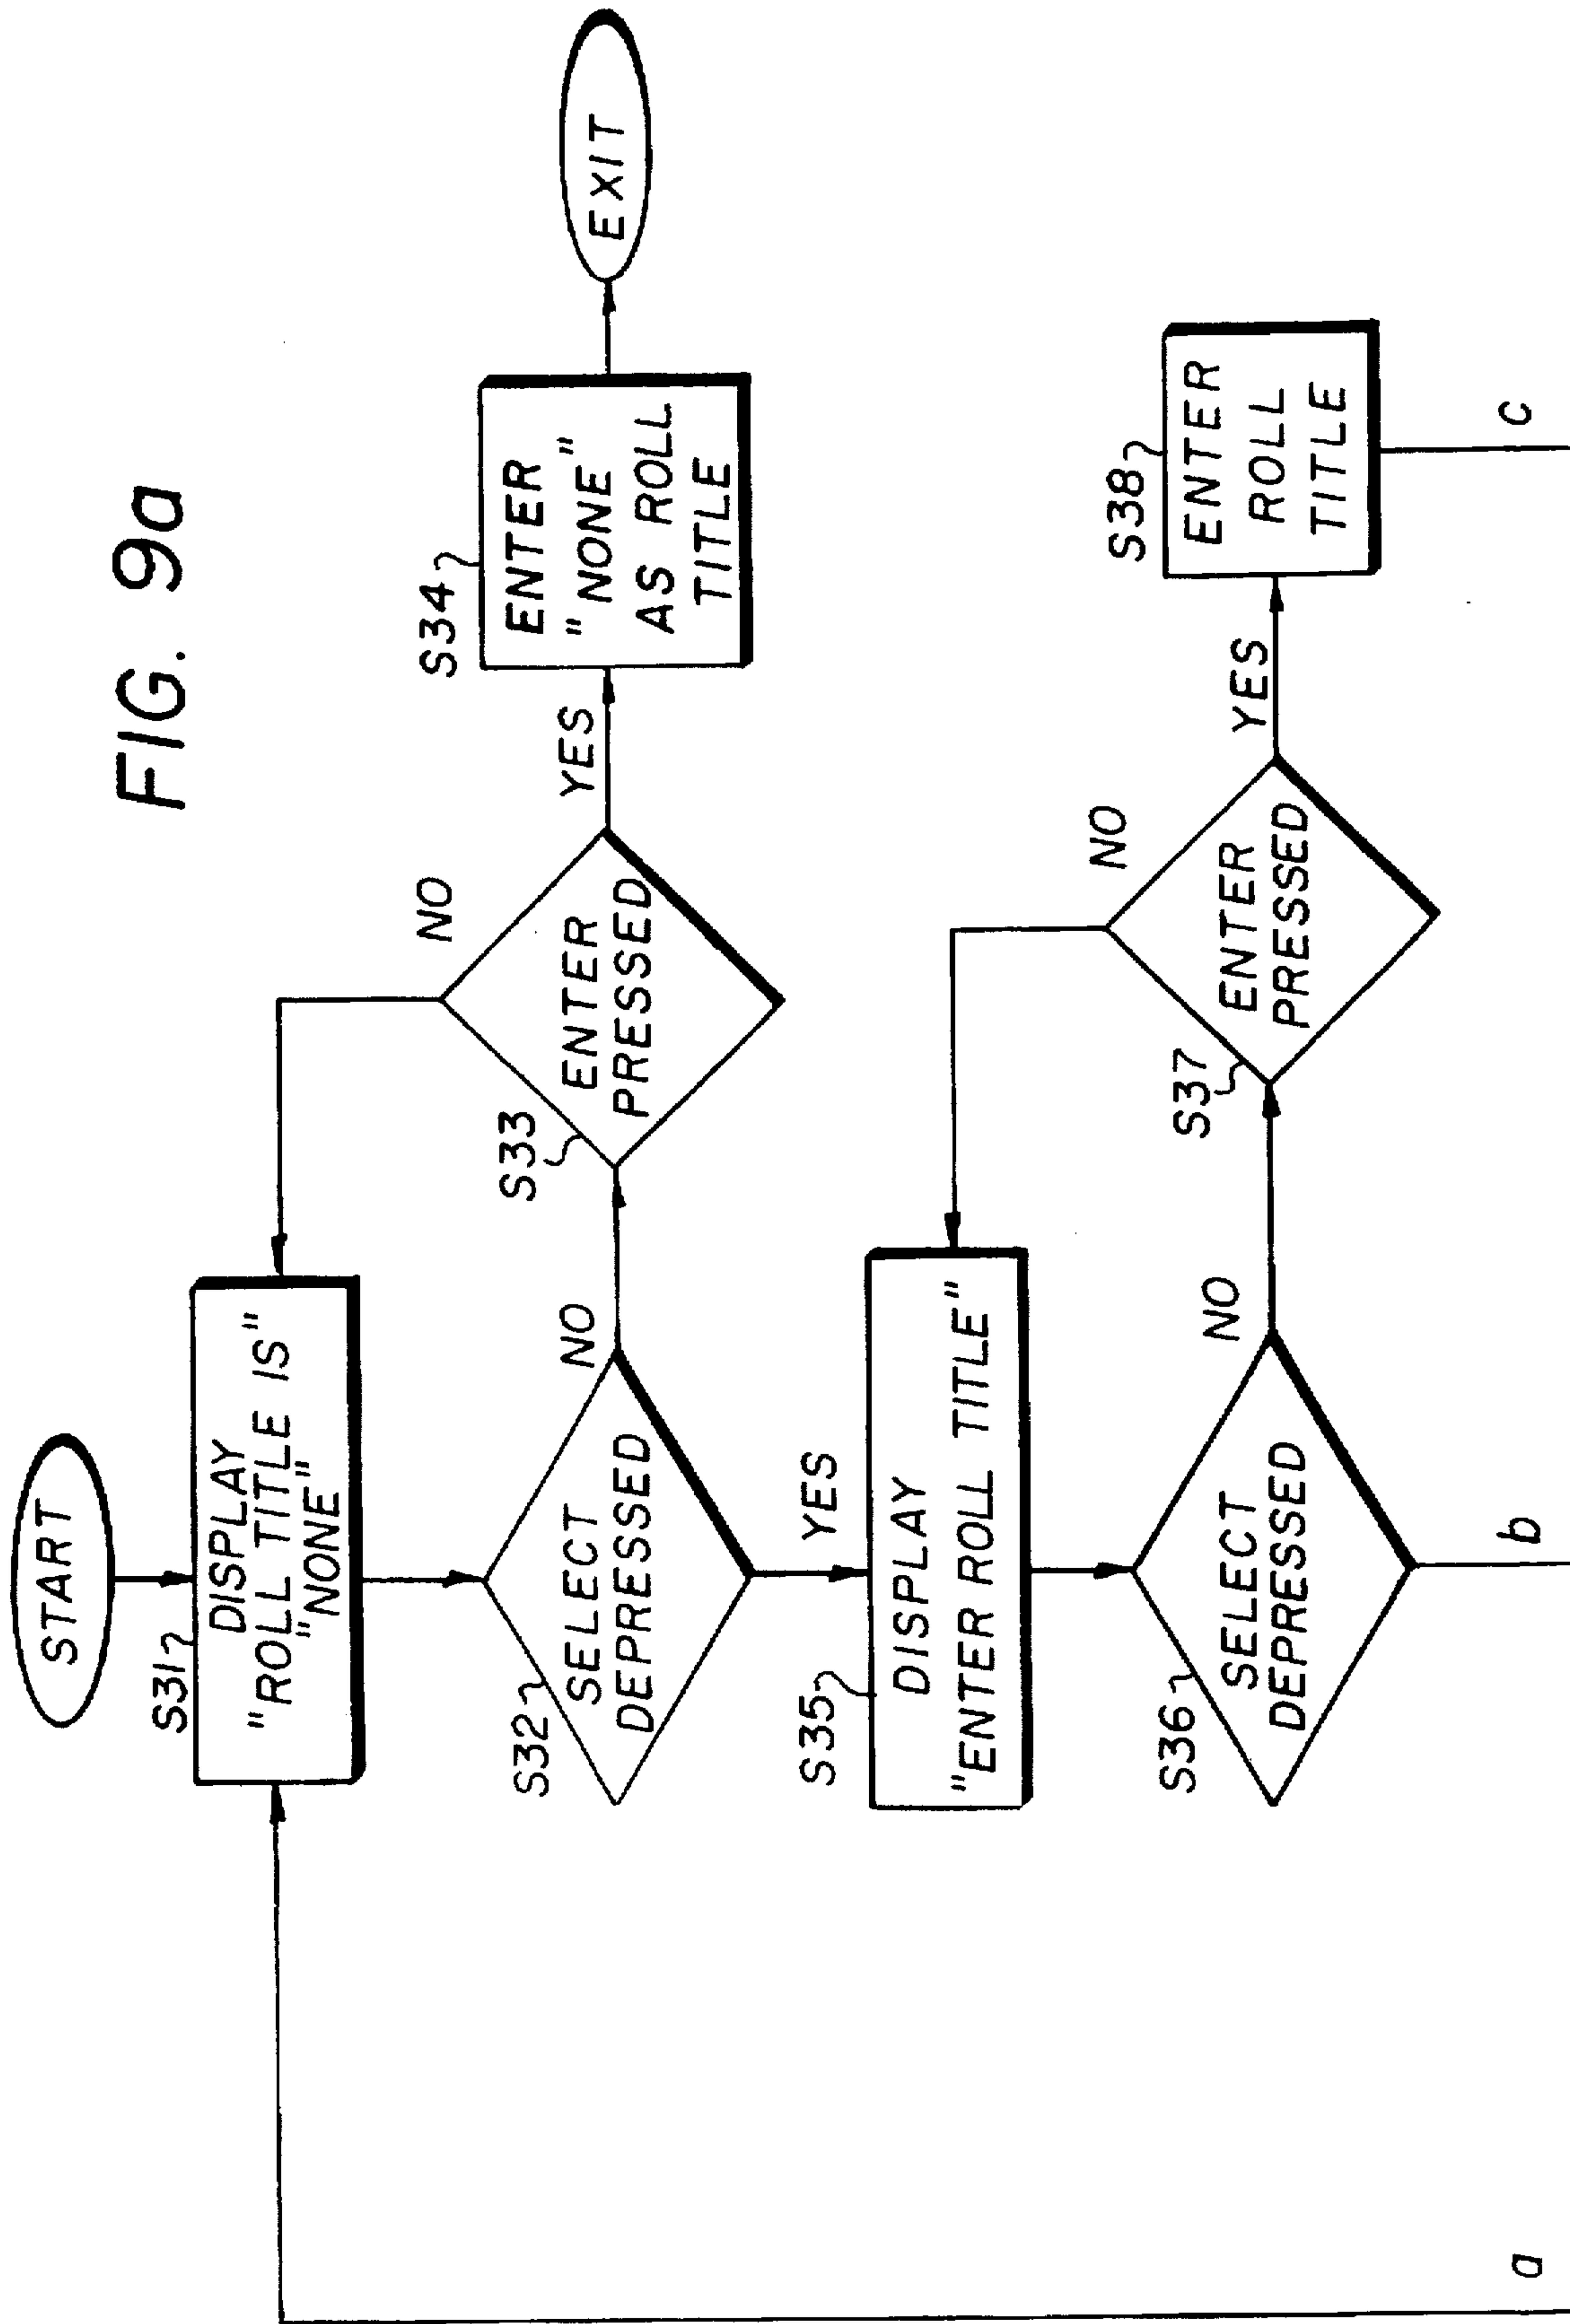 FIG. 9a
START
S31
DISPLAY
"ROLL TITLE IS"
"NONE"
S32
SELECT
DEPRESSED
NO
S33
ENTER
PRESSED
NO
YES
S34
ENTER
"NONE"
AS ROLL
TITLE
EXIT
YES
S35
DISPLAY
"ENTER ROLL TITLE"
S36
SELECT
DEPRESSED
NO
S37
ENTER
PRESSED
NO
YES
S38
ENTER
ROLL
TITLE
a
b
c